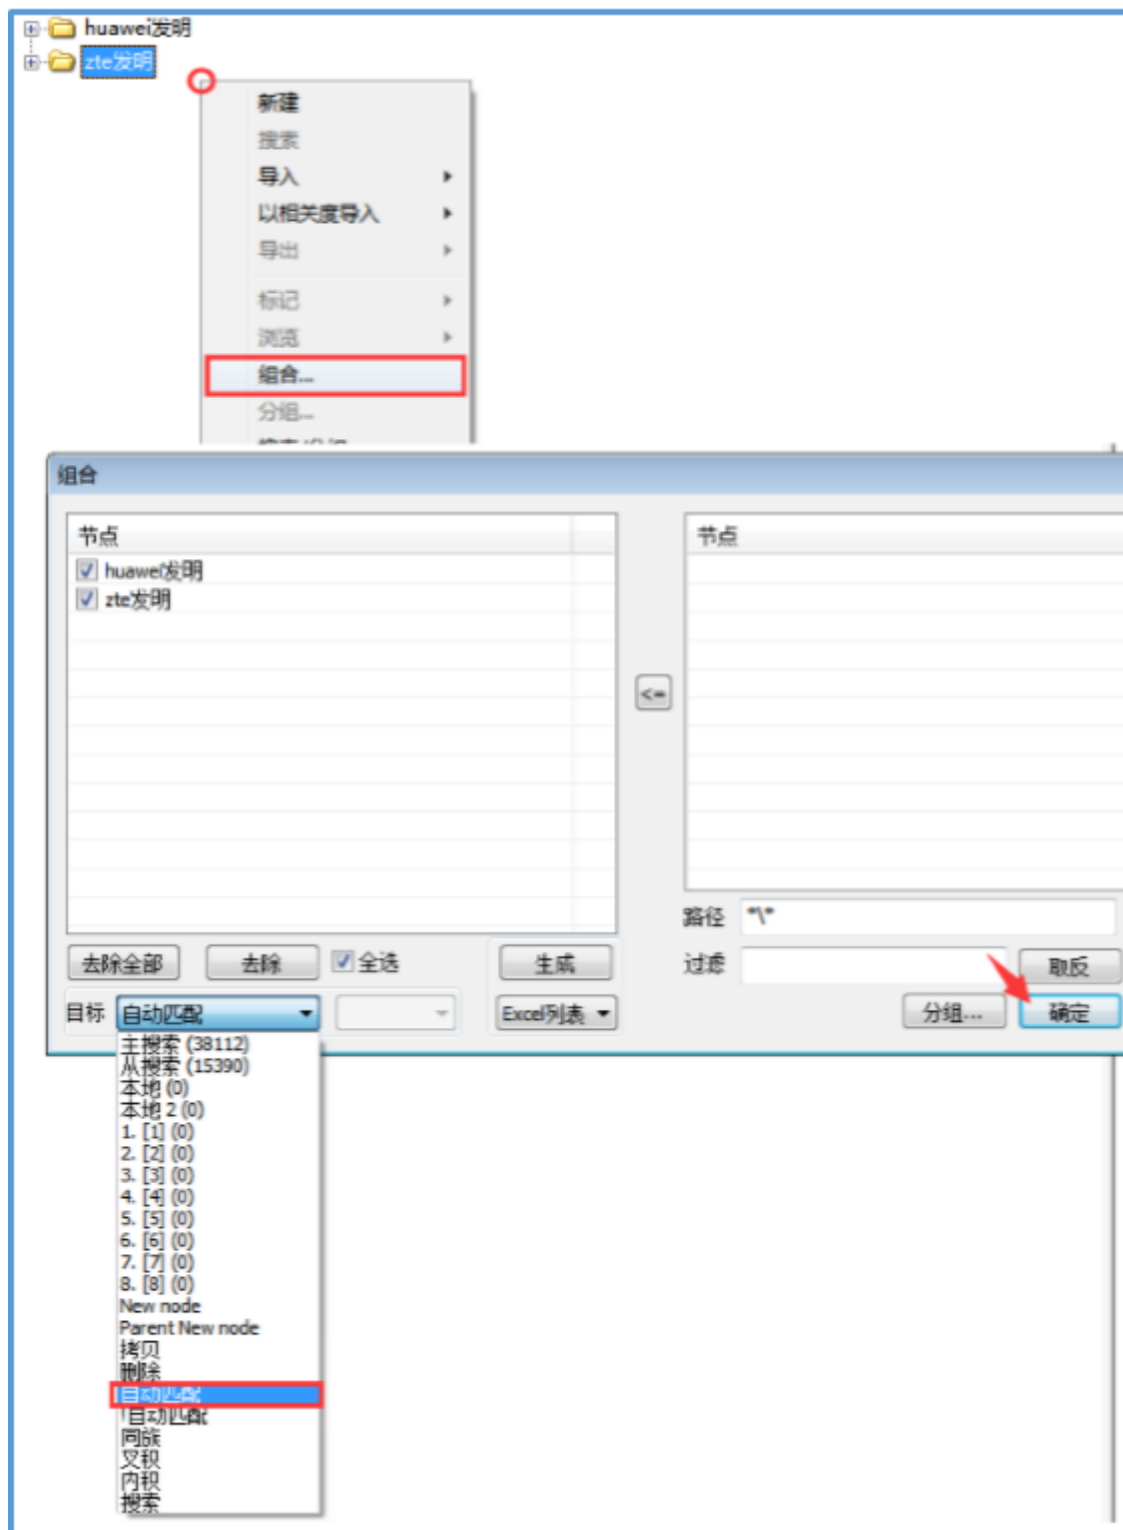 huawei发明
zte发明
新建
搜索
导入
以相关度导入
导出
标记
浏览
组合...
分组...
组合
节点
节点
huawei发明
zte发明
<=
路径 *\*
去除全部 去除 全选 生成 过滤 取反
目标 自动匹配 Excel列表 分组... 确定
主搜索 (38112)
从搜索 (15390)
本地 (0)
本地 2 (0)
1. [1] (0)
2. [2] (0)
3. [3] (0)
4. [4] (0)
5. [5] (0)
6. [6] (0)
7. [7] (0)
8. [8] (0)
New node
Parent New node
拷贝
删除
自动匹配
!自动匹配
同族
叉积
内积
搜索